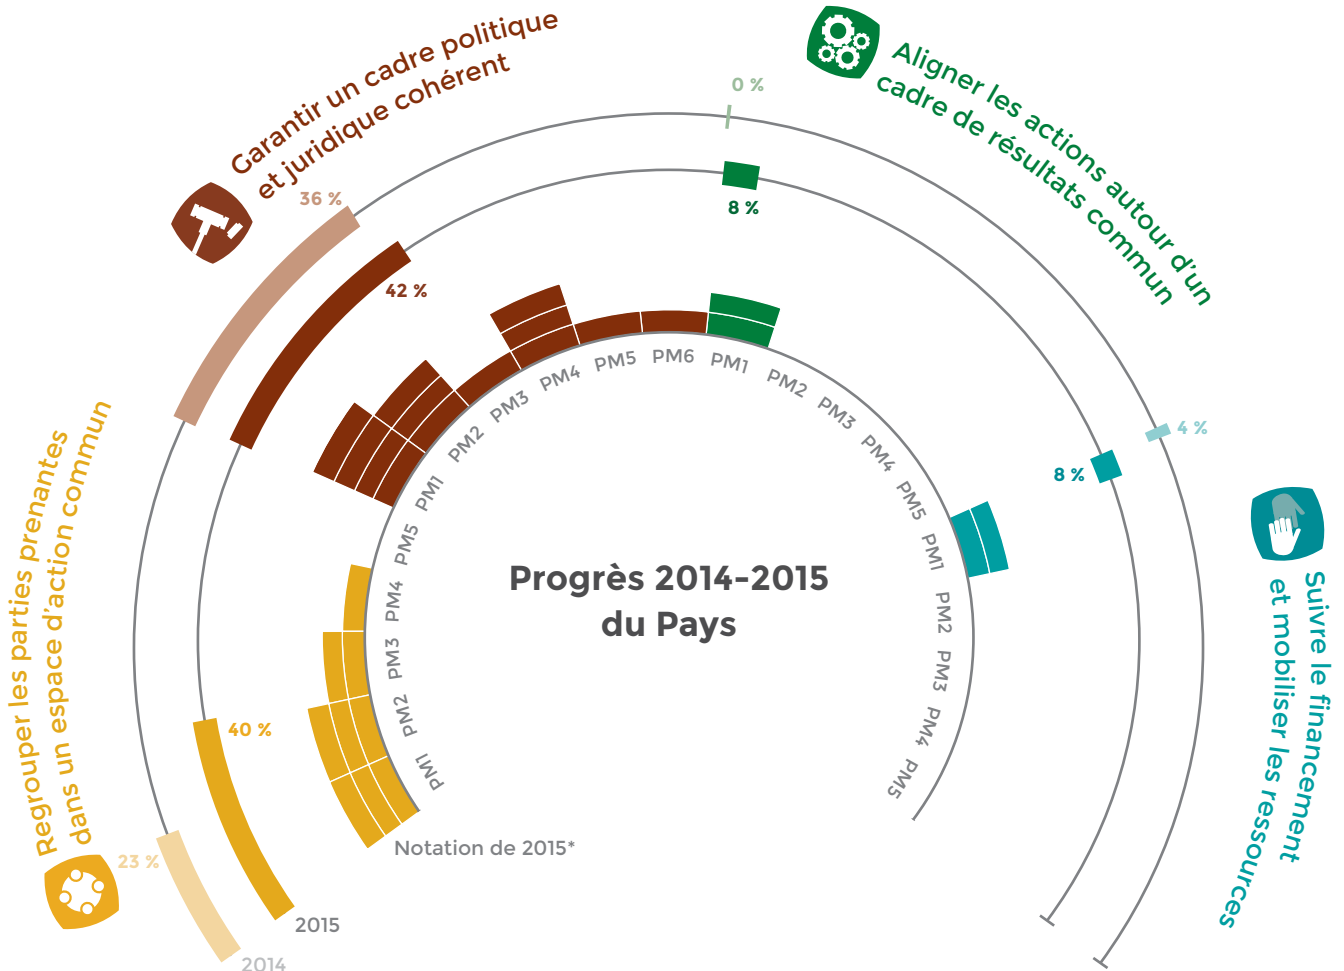 Garantir un cadre politique
et juridique cohérent
Aligner les actions autour d'un
cadre de résultats commun
Regrouper les parties prenantes
dans un espace d'action commun
Suivre le financement
et mobiliser les ressources
0 %
8 %
36 %
42 %
4 %
8 %
40 %
23 %
PM1
PM2
PM3
PM4
PM5
PM1
PM2
PM3
PM4
PM5
PM6
PM1
PM2
PM3
PM4
PM5
PM1
PM2
PM3
PM4
PM5
Progrès 2014-2015
du Pays
Notation de 2015*
2015
2014